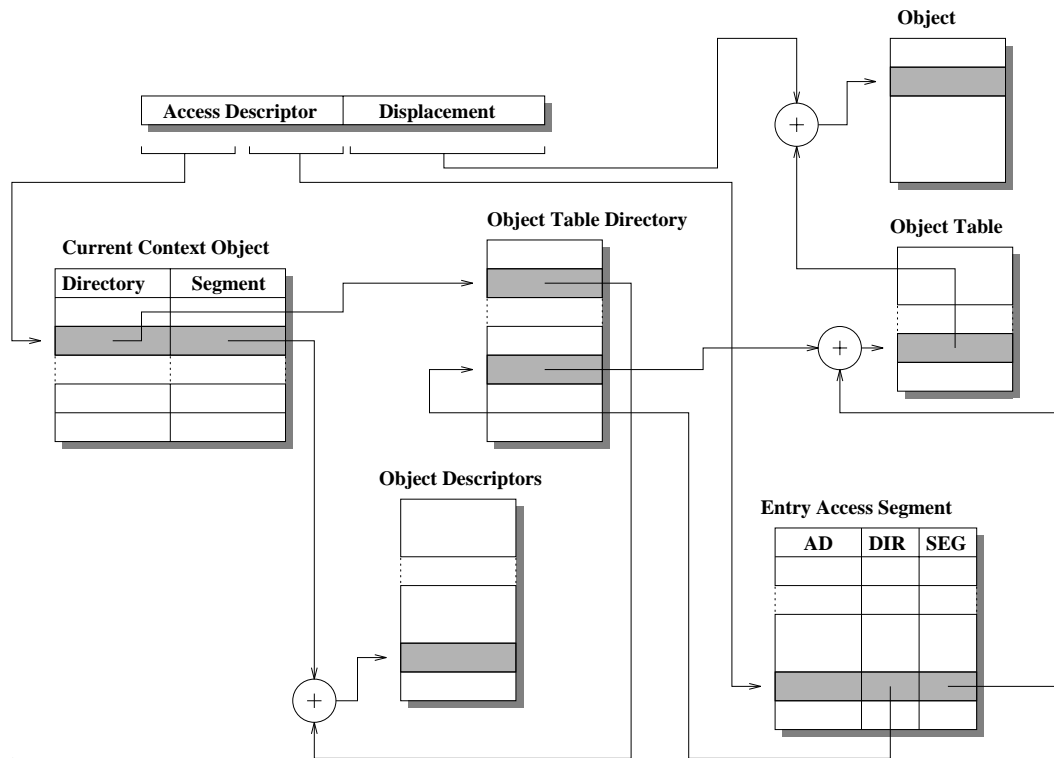 Object
Access Descriptor Displacement
+
Object Table Directory
Object Table
Current Context Object
Directory Segment
+
Object Descriptors
Entry Access Segment
AD DIR SEG
+